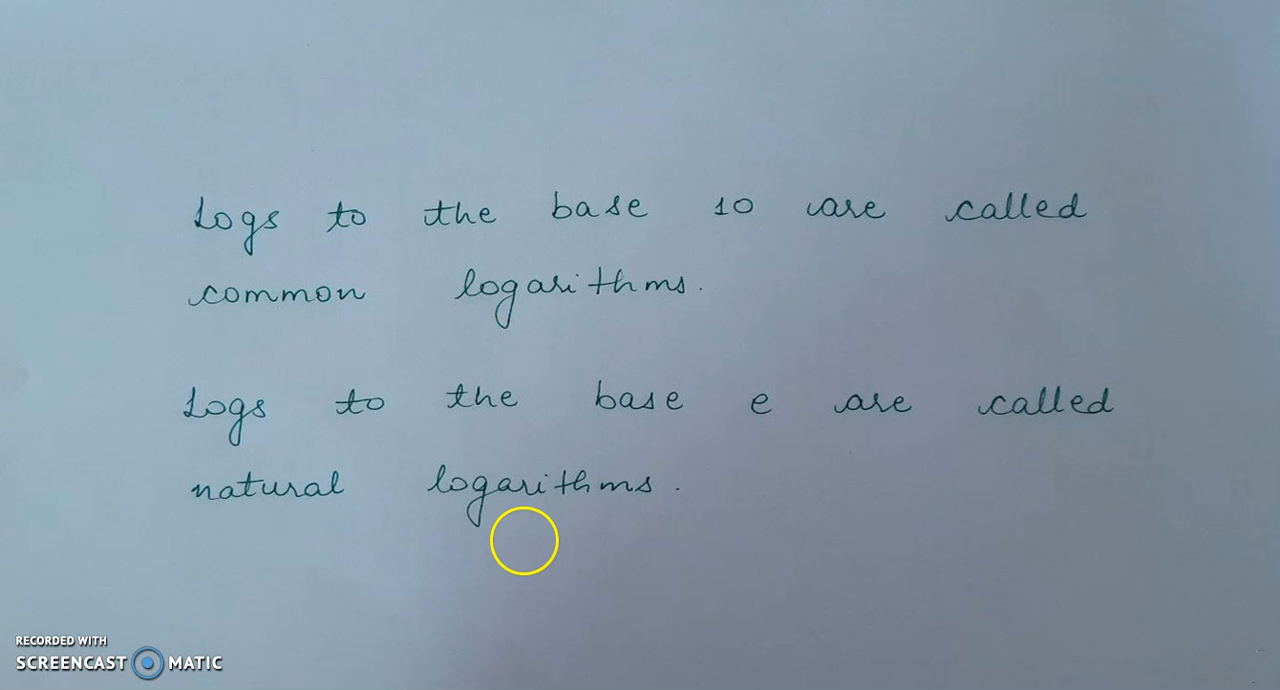 Logs to the base 10 are called
common logarithms.
Logs to the base e are called
natural logarithms.
RECORDED WITH
SCREENCAST MATIC